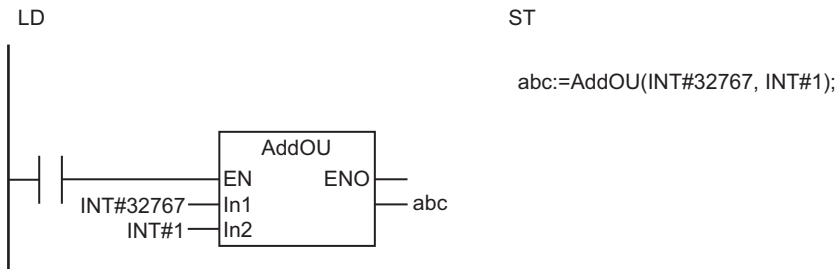 LD
ST
abc:=AddOU(INT#32767, INT#1);
AddOU
EN ENO
INT#32767 In1 abc
INT#1 In2